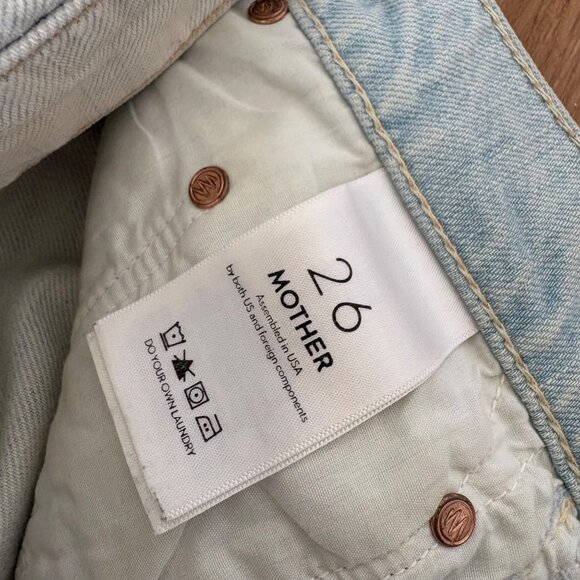 26
MOTHER
Assembled in USA
by both US and foreign components
DO YOUR OWN LAUNDRY